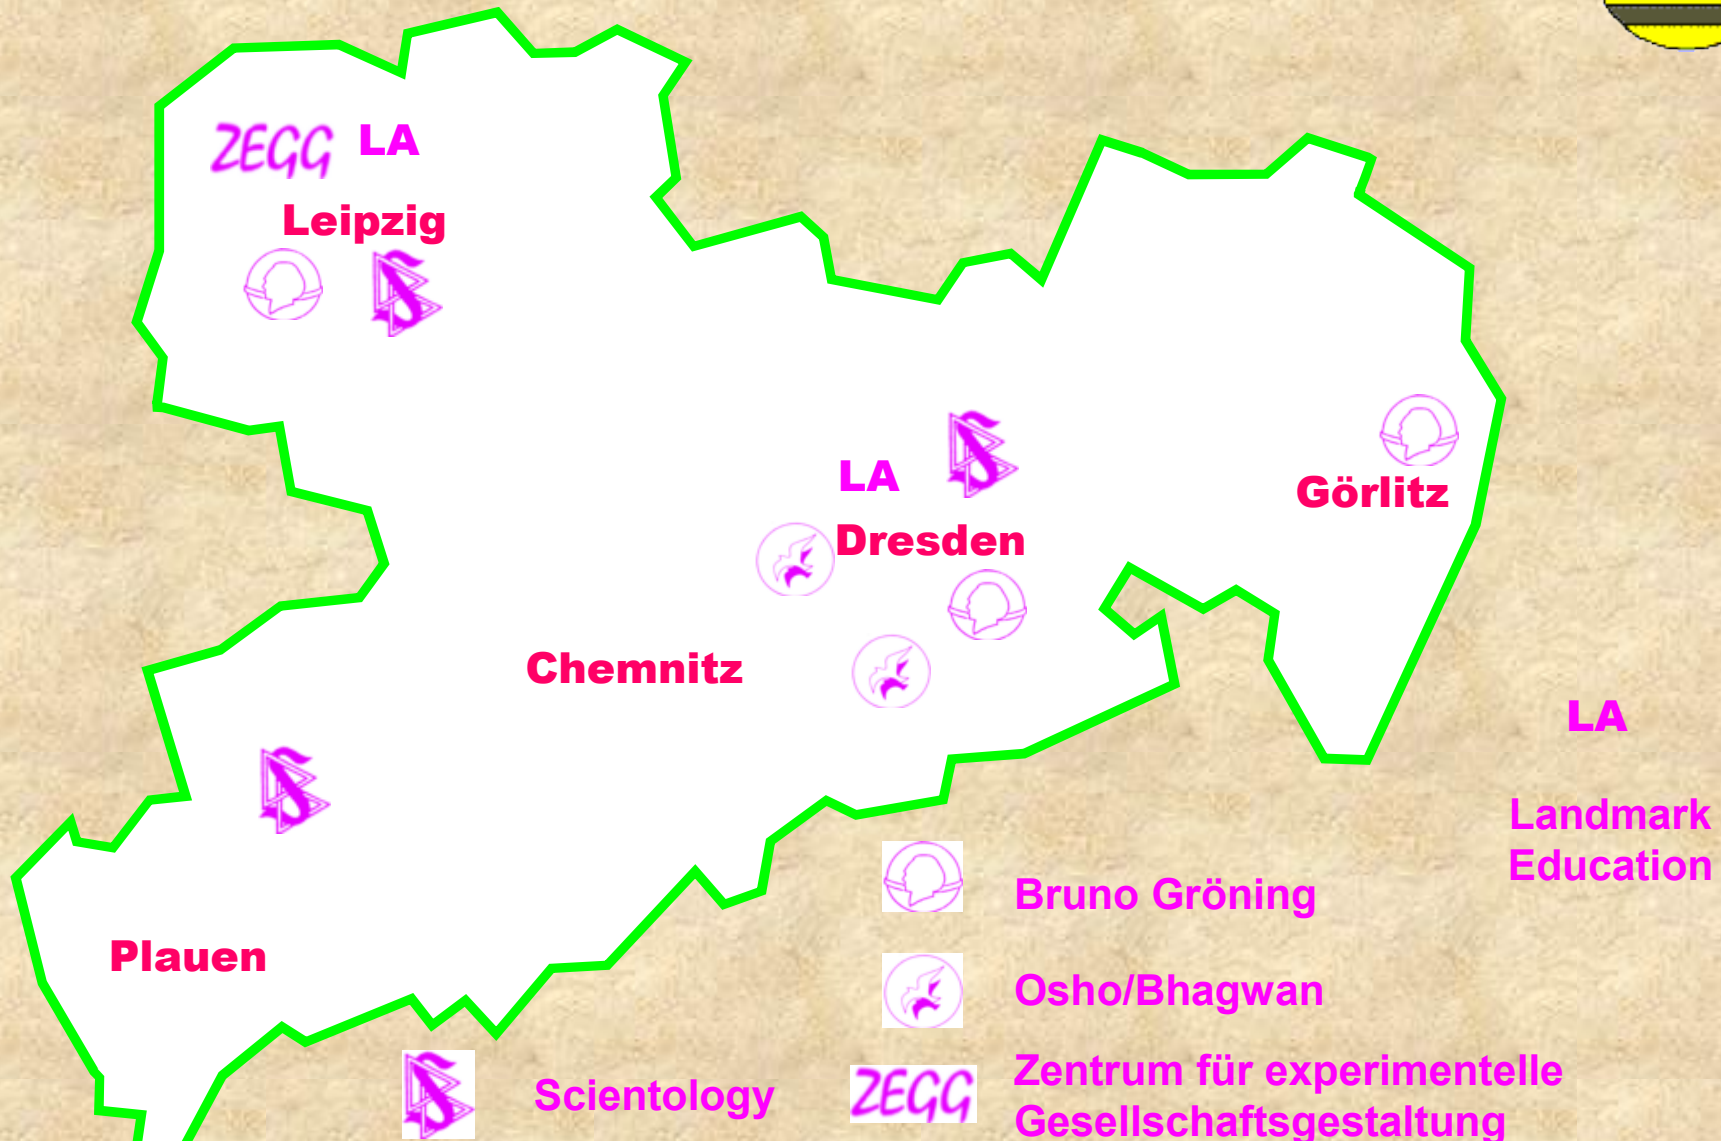 ZEGG LA
Leipzig
LA
Görlitz
Dresden
Chemnitz
LA
Landmark
Education
Bruno Gröning
Plauen
Osho/Bhagwan
Scientology
ZEGG
Zentrum für experimentelle
Gesellschaftsgestaltung